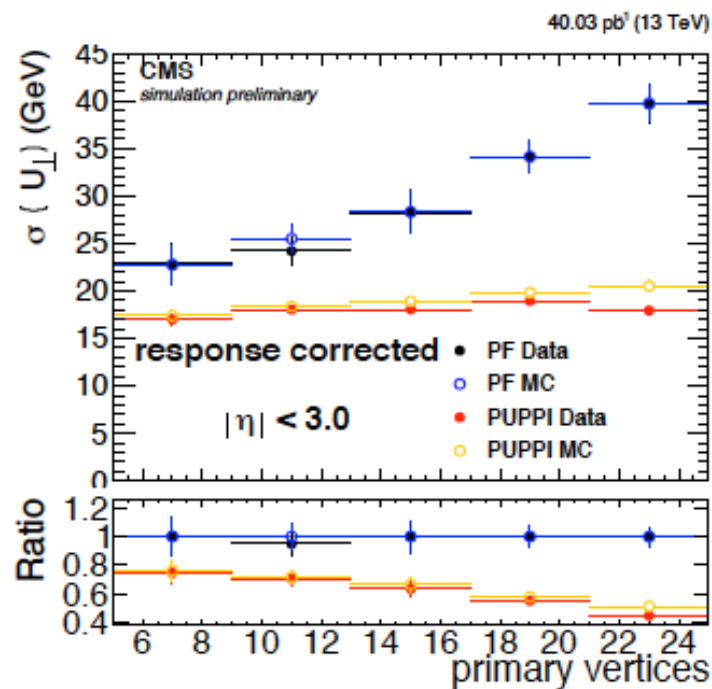 40.03 pb¹ (13 TeV)
CMS
simulation preliminary
σ ( U⊥) (GeV)
45
40
35
30
25
20
15
10
5
0
response corrected
|η| < 3.0
PF Data
PF MC
PUPPI Data
PUPPI MC
Ratio
1.2
1
0.8
0.6
0.4
6 8 10 12 14 16 18 20 22 24
primary vertices